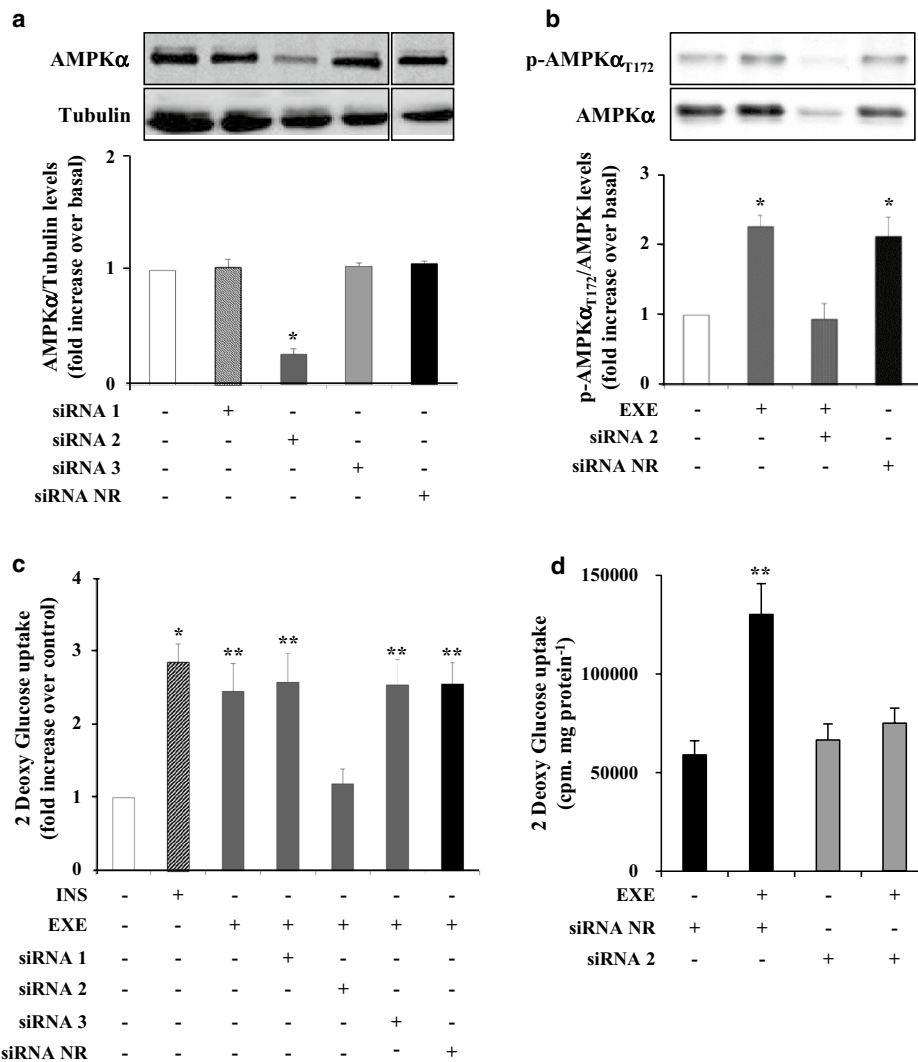 a
AMPKα
Tubulin
AMPKα/Tubulin levels
(fold increase over basal)
2
1
0
*
siRNA 1 - + - - -
siRNA 2 - - + - -
siRNA 3 - - - + -
siRNA NR - - - - +
b
p-AMPKαT172
AMPKα
p-AMPKαT172/AMPK levels
(fold increase over basal)
3
2
1
0
* *
EXE - + + -
siRNA 2 - - + -
siRNA NR - - - +
c
2 Deoxy Glucose uptake
(fold increase over control)
4
3
2
1
0
* ** ** ** **
INS - + - - - - -
EXE - - + + + + +
siRNA 1 - - - + - - -
siRNA 2 - - - - + - -
siRNA 3 - - - - - + -
siRNA NR - - - - - - +
d
2 Deoxy Glucose uptake
(cpm. mg protein-1)
150000
100000
50000
0
**
EXE - + - +
siRNA NR + + - -
siRNA 2 - - + +